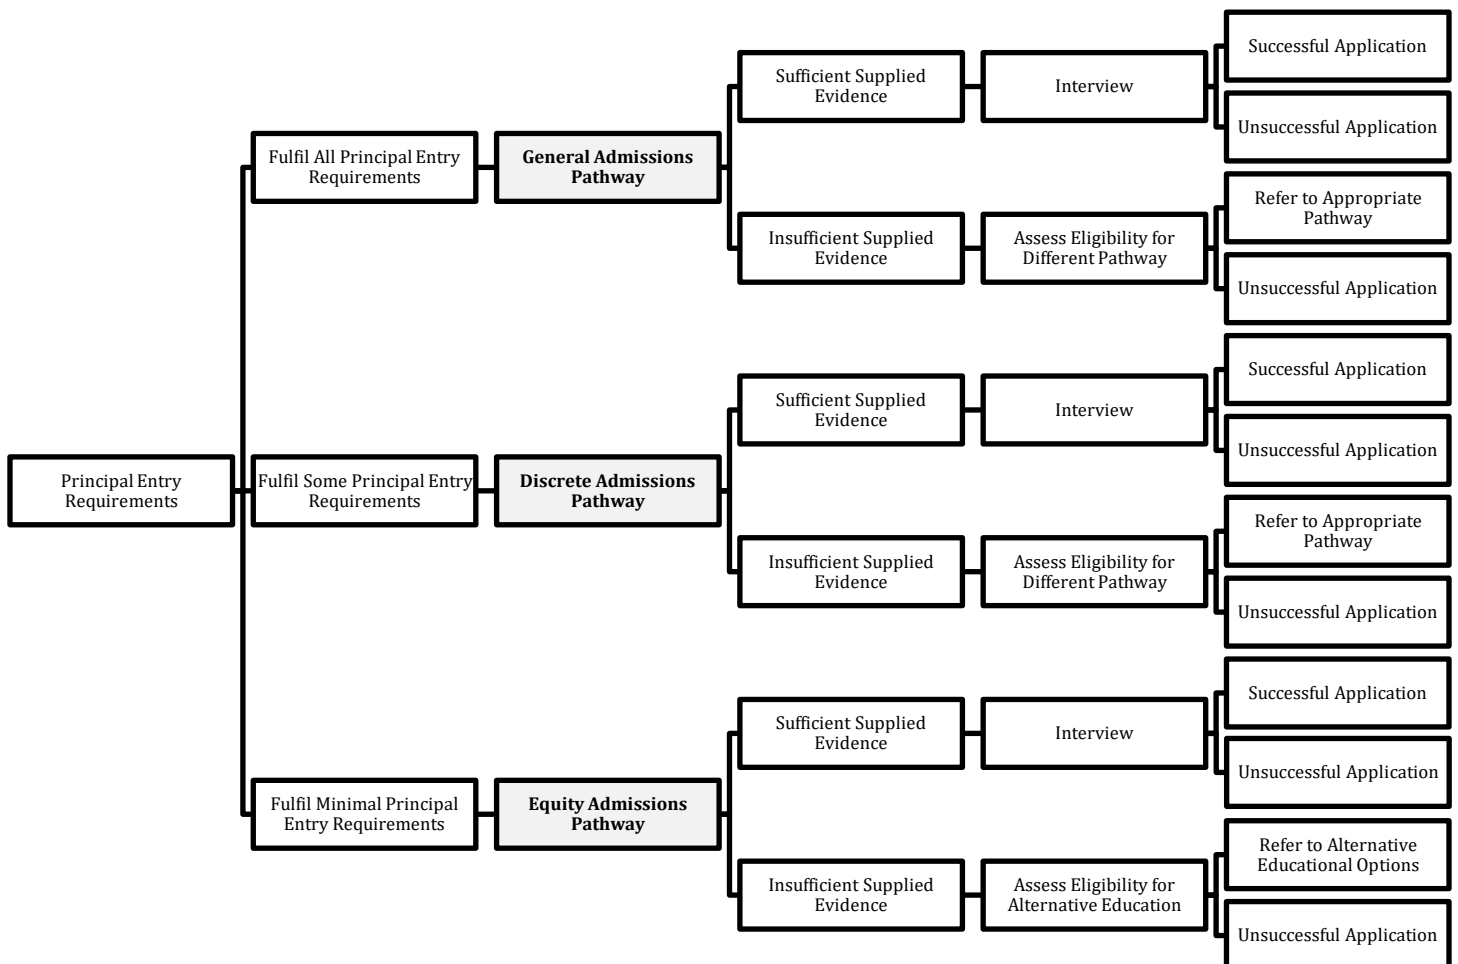 Principal Entry
Requirements
Fulfil All Principal Entry
Requirements
General Admissions
Pathway
Sufficient Supplied
Evidence
Interview
Successful Application
Unsuccessful Application
Insufficient Supplied
Evidence
Assess Eligibility for
Different Pathway
Refer to Appropriate
Pathway
Unsuccessful Application
Fulfil Some Principal Entry
Requirements
Discrete Admissions
Pathway
Sufficient Supplied
Evidence
Interview
Successful Application
Unsuccessful Application
Insufficient Supplied
Evidence
Assess Eligibility for
Different Pathway
Refer to Appropriate
Pathway
Unsuccessful Application
Fulfil Minimal Principal
Entry Requirements
Equity Admissions
Pathway
Sufficient Supplied
Evidence
Interview
Successful Application
Unsuccessful Application
Insufficient Supplied
Evidence
Assess Eligibility for
Alternative Education
Refer to Alternative
Educational Options
Unsuccessful Application